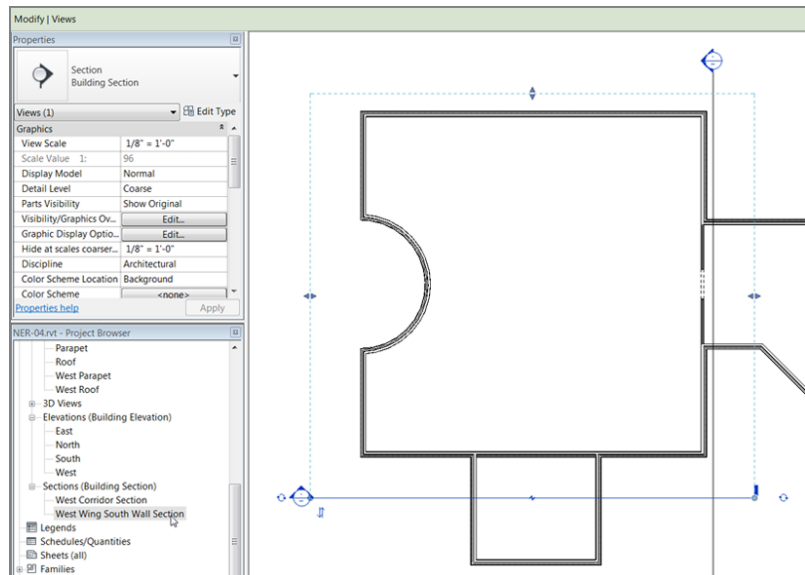 Modify | Views
Properties
Section
Building Section
Views (1) Edit Type
Graphics
View Scale 1/8" = 1'-0"
Scale Value 1: 96
Display Model Normal
Detail Level Coarse
Parts Visibility Show Original
Visibility/Graphics Ov... Edit...
Graphic Display Optio... Edit...
Hide at scales coarser... 1/8" = 1'-0"
Discipline Architectural
Color Scheme Location Background
Color Scheme <none>
Properties help Apply
NER-04.rvt - Project Browser
Parapet
Roof
West Parapet
West Roof
3D Views
Elevations (Building Elevation)
East
North
South
West
Sections (Building Section)
West Corridor Section
West Wing South Wall Section
Legends
Schedules/Quantities
Sheets (all)
Families